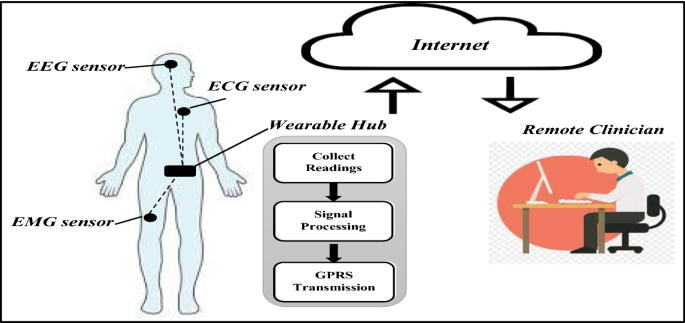 Internet
EEG sensor
ECG sensor
Wearable Hub
Remote Clinician
Collect
Readings
EMG sensor
Signal
Processing
GPRS
Transmission